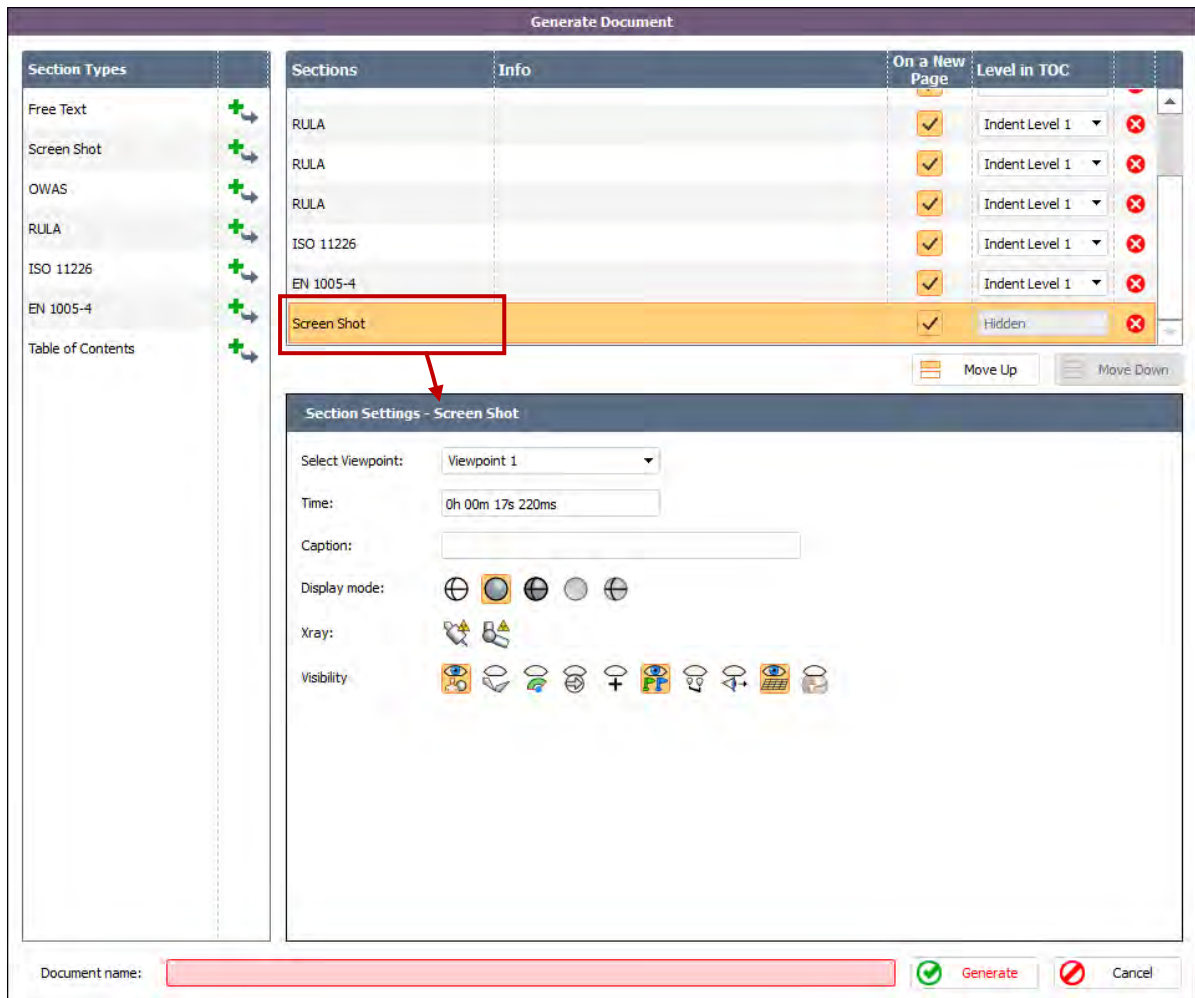 Generate Document
Section Types
Free Text
Screen Shot
OWAS
RULA
ISO 11226
EN 1005-4
Table of Contents
Sections Info On a New Page Level in TOC
RULA Indent Level 1
RULA Indent Level 1
RULA Indent Level 1
ISO 11226 Indent Level 1
EN 1005-4 Indent Level 1
Screen Shot Hidden
Move Up Move Down
Section Settings - Screen Shot
Select Viewpoint: Viewpoint 1
Time: 0h 00m 17s 220ms
Caption:
Display mode:
Xray:
Visibility
Document name: Generate Cancel